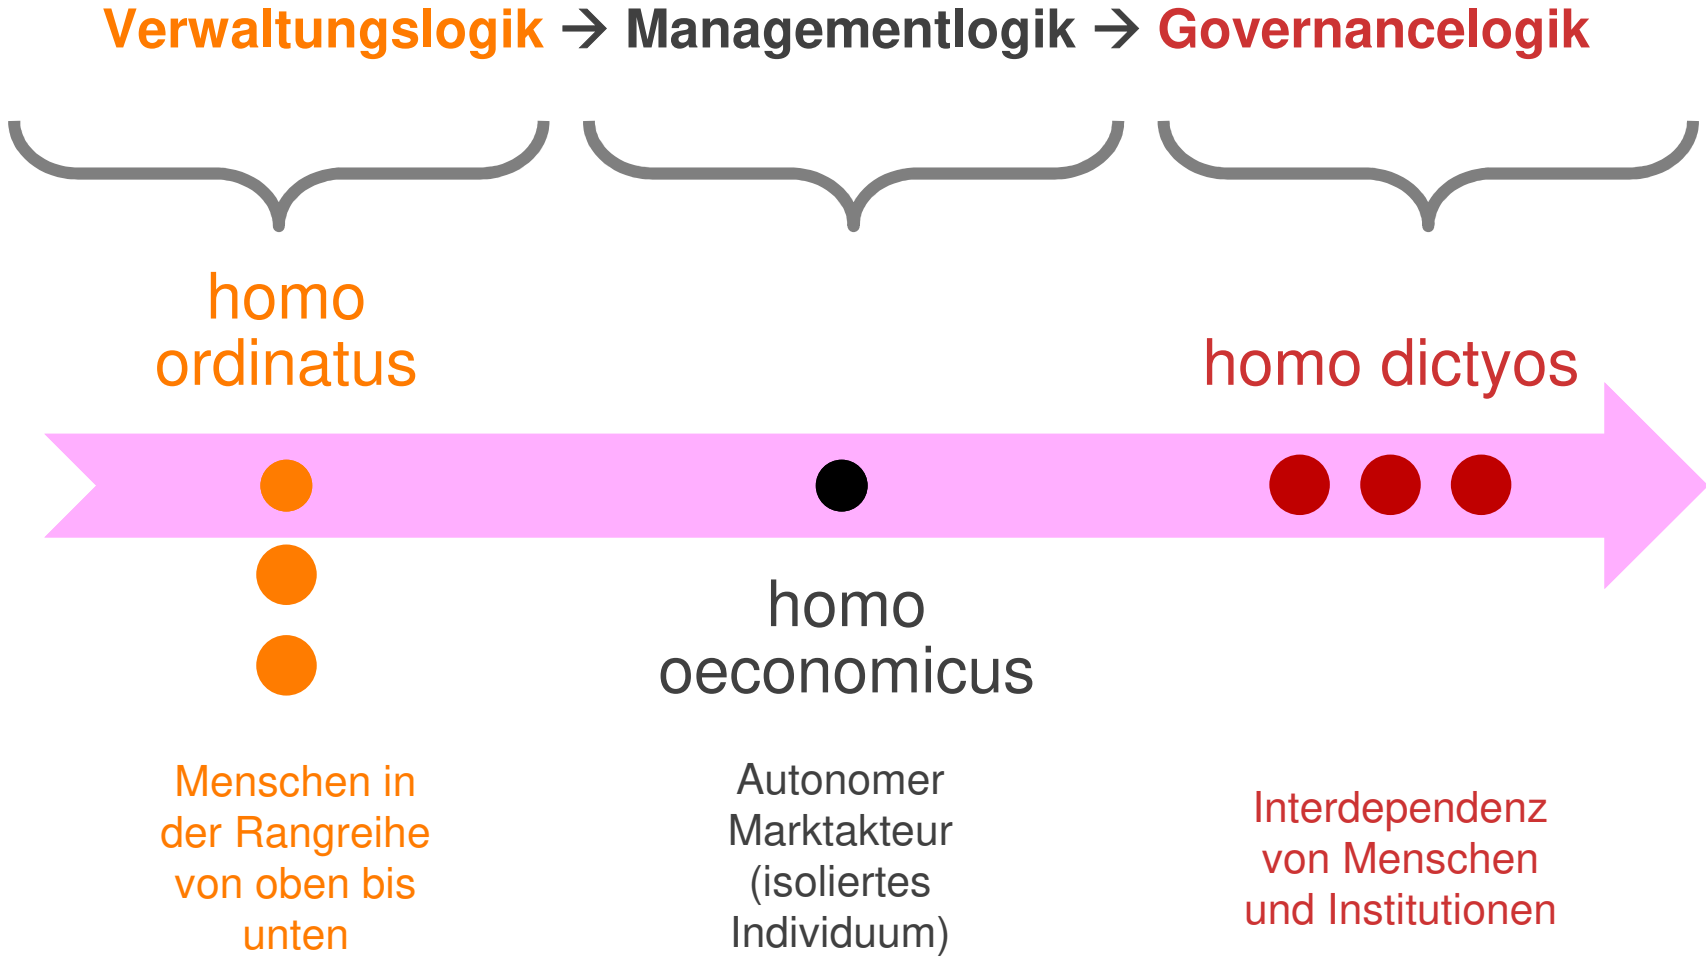 Verwaltungslogik → Managementlogik → Governancelogik
homo
ordinatus
homo dictyos
homo
oeconomicus
Menschen in
der Rangreihe
von oben bis
unten
Autonomer
Marktakteur
(isoliertes
Individuum)
Interdependenz
von Menschen
und Institutionen